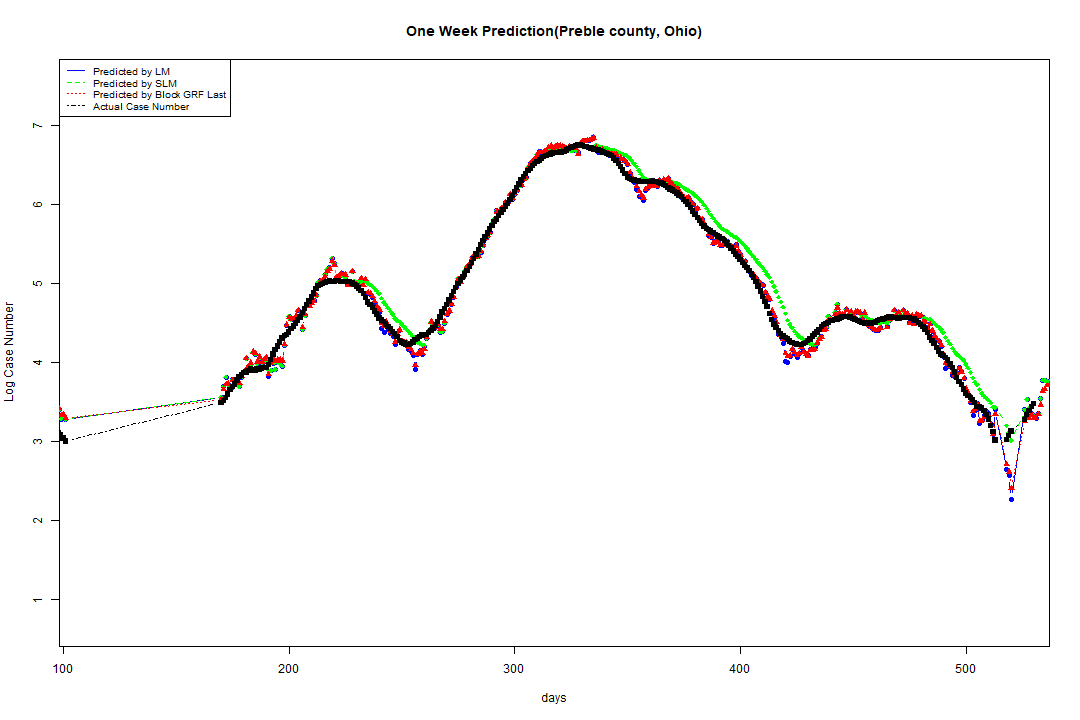 One Week Prediction(Preble county, Ohio)
Predicted by LM
Predicted by SLM
Predicted by Block GRF Last
Actual Case Number
Log Case Number
7
6
5
4
3
2
1
100 200 300 400 500
days